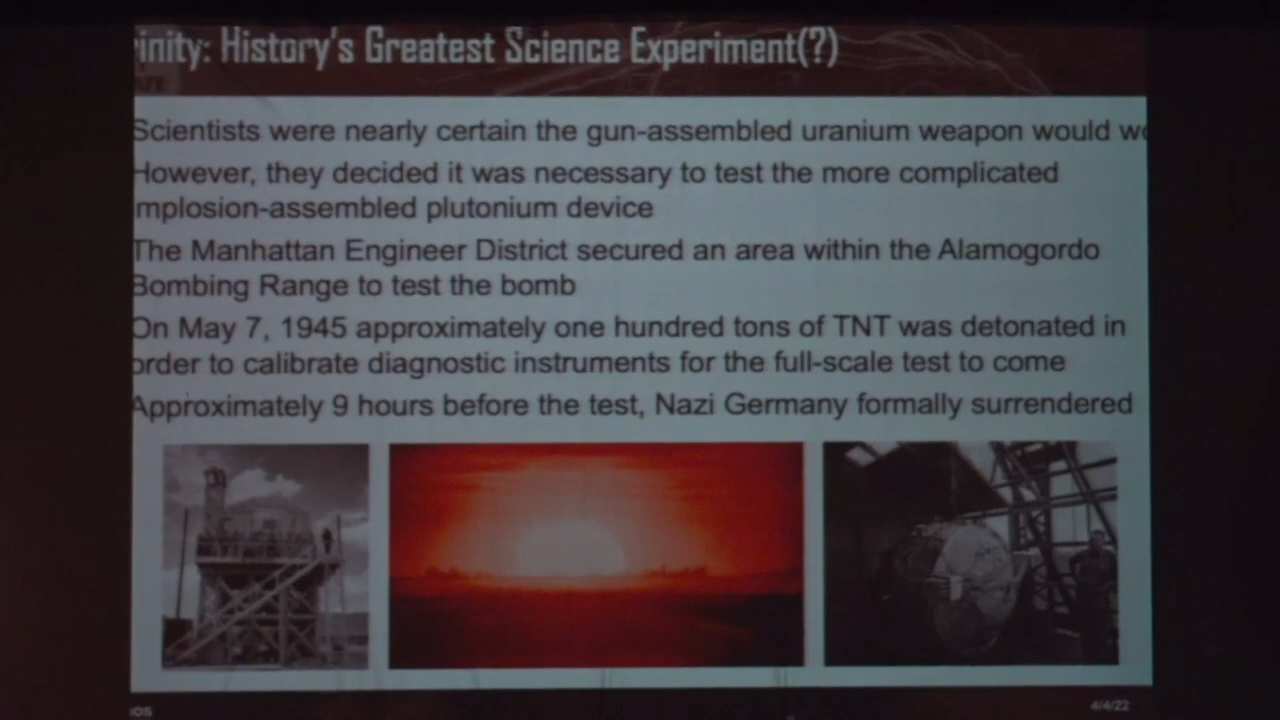 inity: History's Greatest Science Experiment(?)
Scientists were nearly certain the gun-assembled uranium weapon would wo
However, they decided it was necessary to test the more complicated
mplosion-assembled plutonium device
The Manhattan Engineer District secured an area within the Alamogordo
Bombing Range to test the bomb
On May 7, 1945 approximately one hundred tons of TNT was detonated in
order to calibrate diagnostic instruments for the full-scale test to come
Approximately 9 hours before the test, Nazi Germany formally surrendered
4/4/22